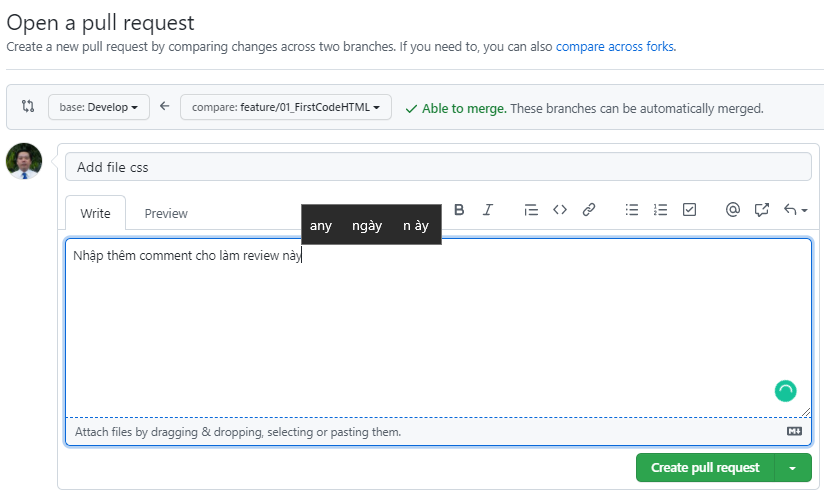 Open a pull request
Create a new pull request by comparing changes across two branches. If you need to, you can also compare across forks.
base: Develop compare: feature/01_FirstCodeHTML Able to merge. These branches can be automatically merged.
Add file css
Write Preview B I
any ngày n ày
Nhập thêm comment cho làm review này
Attach files by dragging & dropping, selecting or pasting them.
Create pull request